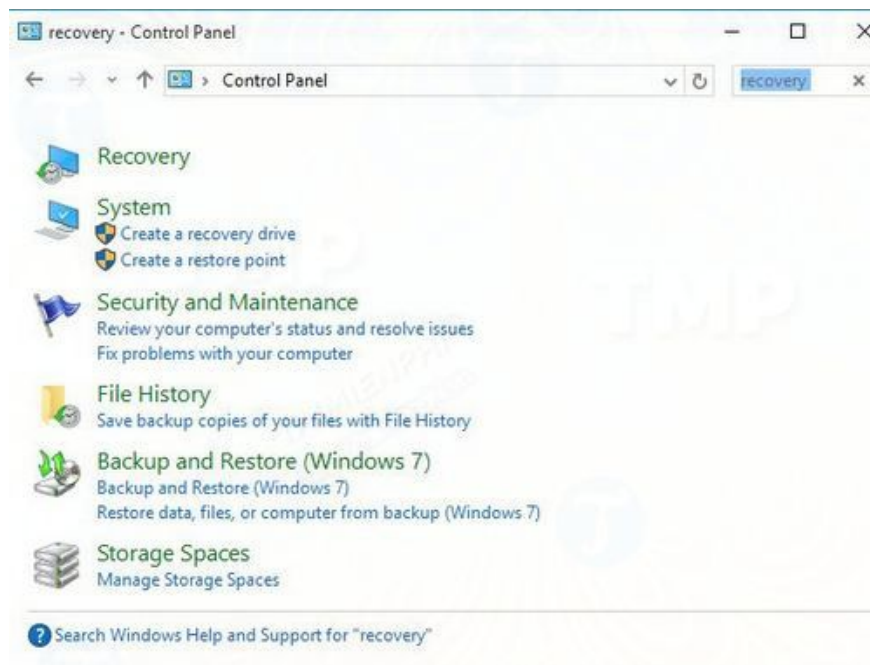 recovery - Control Panel
Control Panel
recovery
Recovery
System
Create a recovery drive
Create a restore point
Security and Maintenance
Review your computer's status and resolve issues
Fix problems with your computer
File History
Save backup copies of your files with File History
Backup and Restore (Windows 7)
Backup and Restore (Windows 7)
Restore data, files, or computer from backup (Windows 7)
Storage Spaces
Manage Storage Spaces
Search Windows Help and Support for "recovery"
TMP